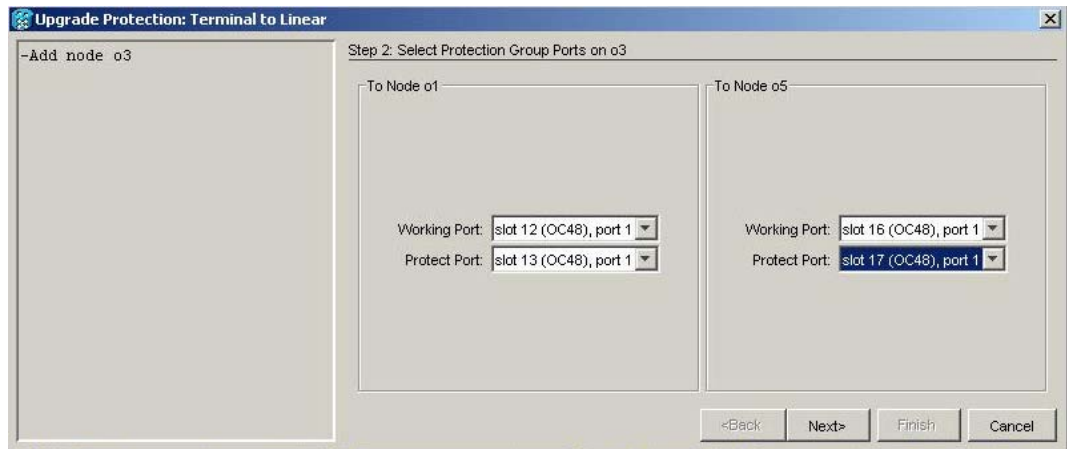 Upgrade Protection: Terminal to Linear
-Add node o3
Step 2: Select Protection Group Ports on o3
To Node o1
Working Port: slot 12 (OC48), port 1
Protect Port: slot 13 (OC48), port 1
To Node o5
Working Port: slot 16 (OC48), port 1
Protect Port: slot 17 (OC48), port 1
<Back Next> Finish Cancel